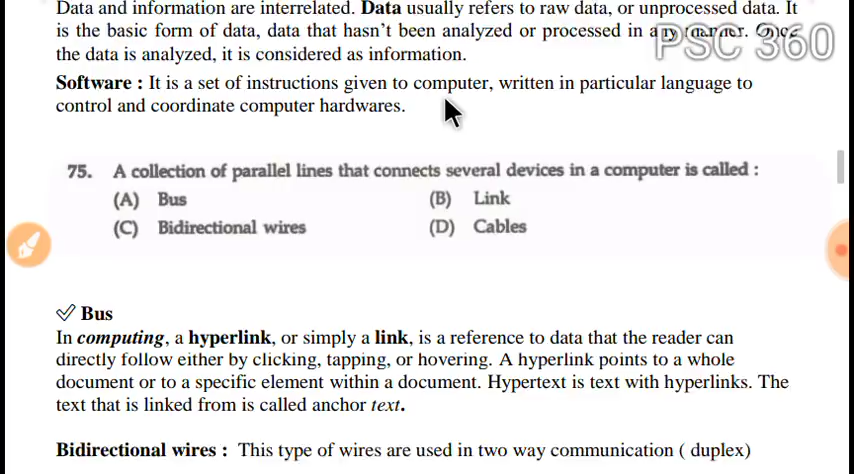 Data and information are interrelated. Data usually refers to raw data, or unprocessed data. It
is the basic form of data, data that hasn't been analyzed or processed in any manner. Once
the data is analyzed, it is considered as information.
PSC 360
Software : It is a set of instructions given to computer, written in particular language to
control and coordinate computer hardwares.
75. A collection of parallel lines that connects several devices in a computer is called :
(A) Bus (B) Link
(C) Bidirectional wires (D) Cables
✓ Bus
In computing, a hyperlink, or simply a link, is a reference to data that the reader can
directly follow either by clicking, tapping, or hovering. A hyperlink points to a whole
document or to a specific element within a document. Hypertext is text with hyperlinks. The
text that is linked from is called anchor text.
Bidirectional wires : This type of wires are used in two way communication ( duplex)